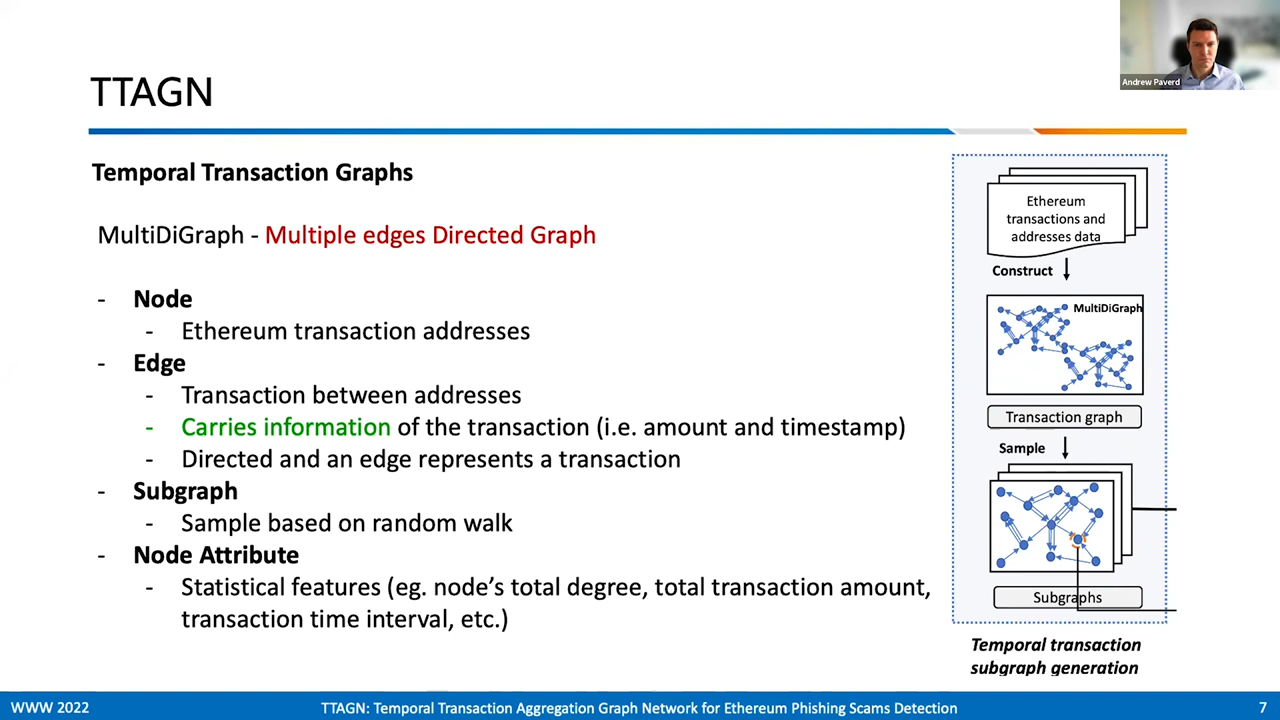 Andrew Paverd
TTAGN
Temporal Transaction Graphs
MultiDiGraph - Multiple edges Directed Graph
- Node
- Ethereum transaction addresses
- Edge
- Transaction between addresses
- Carries information of the transaction (i.e. amount and timestamp)
- Directed and an edge represents a transaction
- Subgraph
- Sample based on random walk
- Node Attribute
- Statistical features (eg. node’s total degree, total transaction amount,
transaction time interval, etc.)
Ethereum
transactions and
addresses data
Construct
MultiDiGraph
Transaction graph
Sample
Subgraphs
Temporal transaction
subgraph generation
WWW 2022
TTAGN: Temporal Transaction Aggregation Graph Network for Ethereum Phishing Scams Detection
7